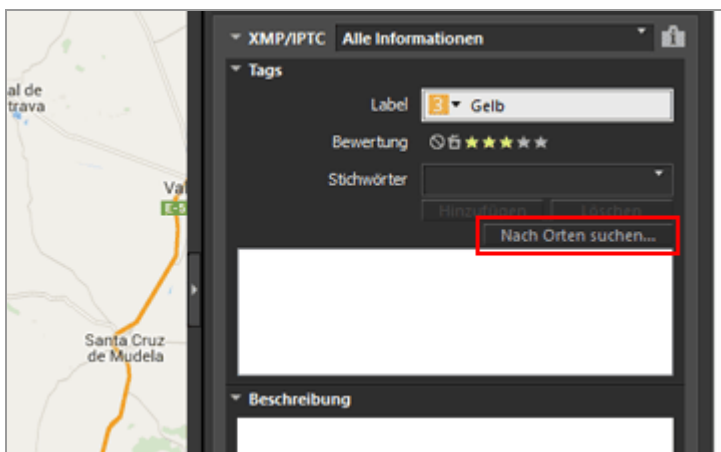 XMP/IPTC Alle Informationen
Tags
al de
trava
Label 3 Gelb
Bewertung
Stichwörter
Val
E-5
Hinzufügen Löschen
Nach Orten suchen...
Santa Cruz
de Mudela
Beschreibung